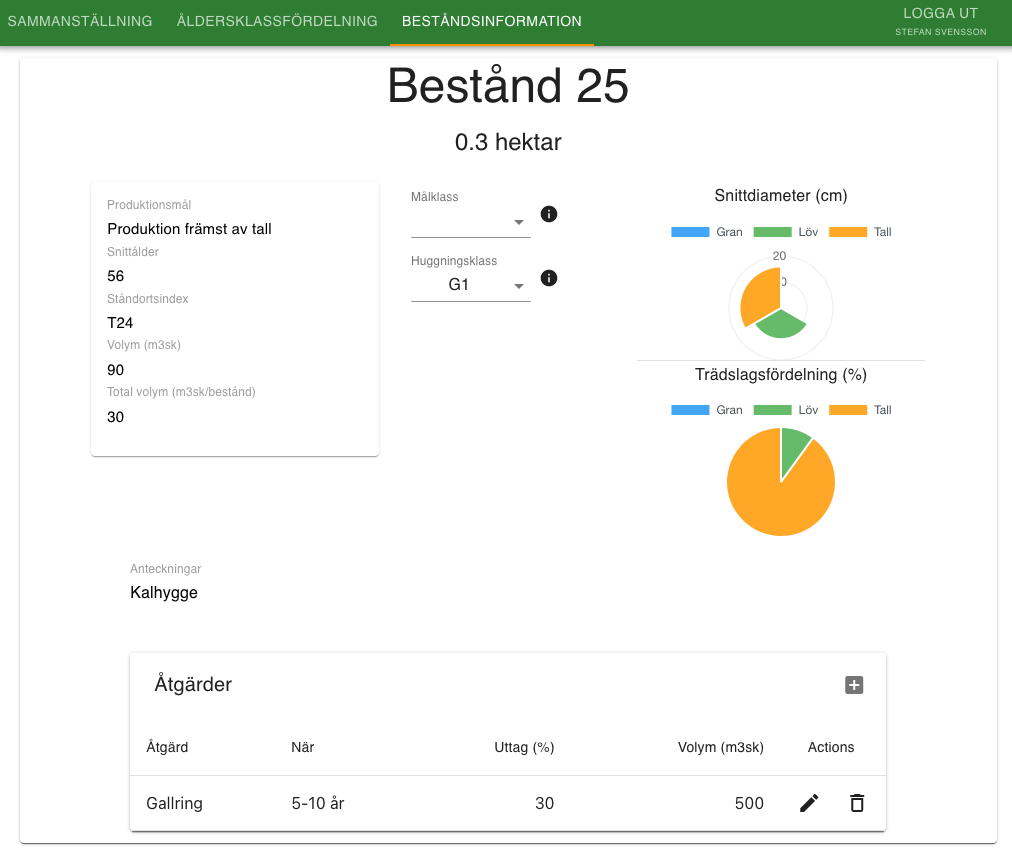 SAMMANSTÄLLNING ÅLDERSKLASSFÖRDELNING BESTÅNDSINFORMATION LOGGA UT
STEFAN SVENSSON
Bestånd 25
0.3 hektar
Produktionsmål
Produktion främst av tall
Snittålder
56
Ståndortsindex
T24
Volym (m3sk)
90
Total volym (m3sk/bestånd)
30
Målklass
Huggningsklass
G1
Snittdiameter (cm)
Gran Löv Tall
20
0
Trädslagsfördelning (%)
Gran Löv Tall
Anteckningar
Kalhygge
Åtgärder
Åtgärd När Uttag (%) Volym (m3sk) Actions
Gallring 5-10 år 30 500